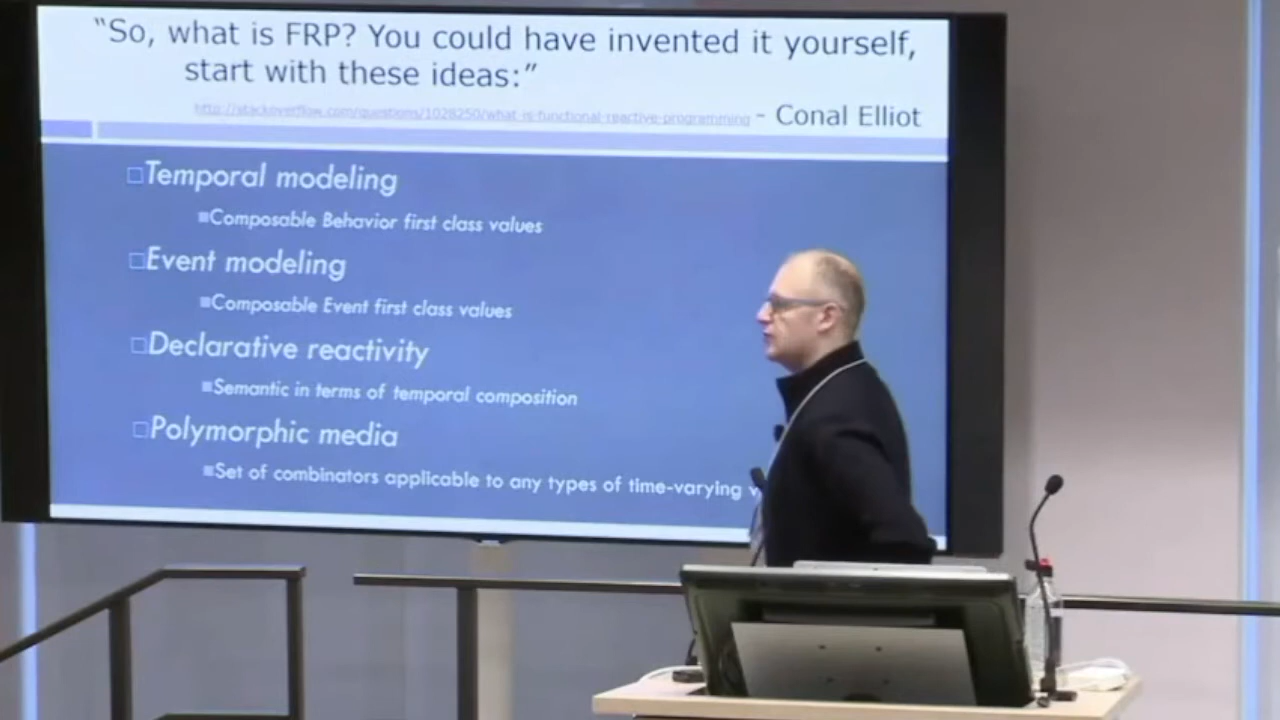 “So, what is FRP? You could have invented it yourself,
start with these ideas:”
http://stackoverflow.com/questions/1028250/what-is-functional-reactive-programming - Conal Elliot
Temporal modeling
Composable Behavior first class values
Event modeling
Composable Event first class values
Declarative reactivity
Semantic in terms of temporal composition
Polymorphic media
Set of combinators applicable to any types of time-varying